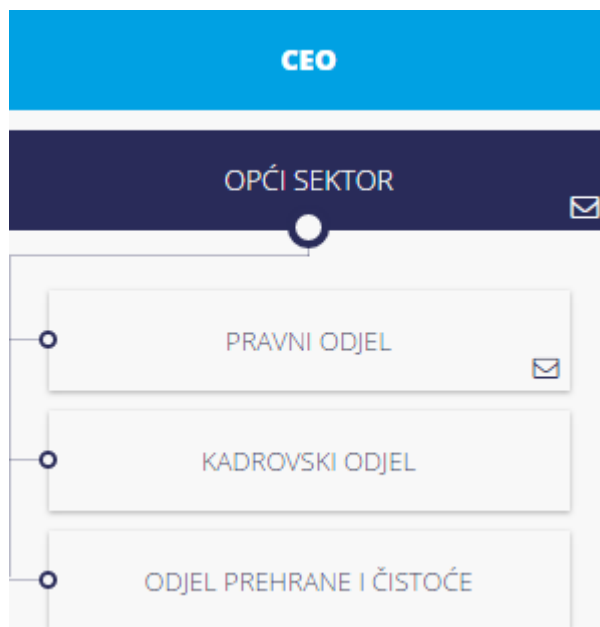 CEO
OPĆI SEKTOR
PRAVNI ODJEL
KADROVSKI ODJEL
ODJEL PREHRANE I ČISTOĆE